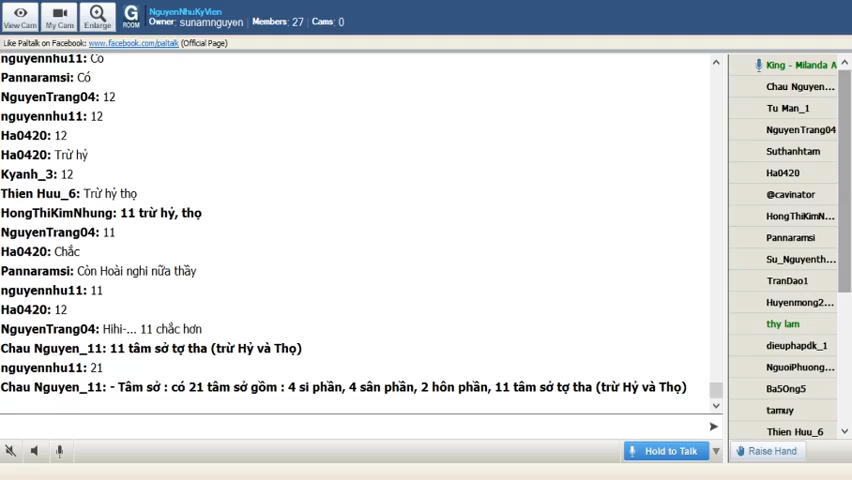 View Cam
My Cam
Enlarge
G
ROOM
NguyenNhuKyVien
Owner: sunamnguyen Members: 27 Cams: 0
Like Paltalk on Facebook: www.facebook.com/paltalk (Official Page)
nguyennhu11: Có
Pannaramsi: Có
NguyenTrang04: 12
nguyennhu11: 12
Ha0420: 12
Ha0420: Trừ hỷ
Kyanh_3: 12
Thien Huu_6: Trừ hỷ thọ
HongThiKimNhung: 11 trừ hỷ, thọ
NguyenTrang04: 11
Ha0420: Chắc
Pannaramsi: Còn Hoài nghi nữa thầy
nguyennhu11: 11
Ha0420: 12
NguyenTrang04: Hihi-... 11 chắc hơn
Chau Nguyen_11: 11 tâm sở tợ tha (trừ Hỷ và Thọ)
nguyennhu11: 21
Chau Nguyen_11: - Tâm sở : có 21 tâm sở gồm : 4 si phần, 4 sân phần, 2 hôn phần, 11 tâm sở tợ tha (trừ Hỷ và Thọ)
Hold to Talk
King - Milanda A
Chau Nguyen...
Tu Man_1
NguyenTrang04
Suthanhtam
Ha0420
@cavinator
HongThiKimN...
Pannaramsi
Su_Nguyenth...
TranDao1
Huyenmong2...
thy lam
dieuphapdk_1
NguoiPhuong...
Ba5Ong5
tamuy
Thien Huu_6
Raise Hand